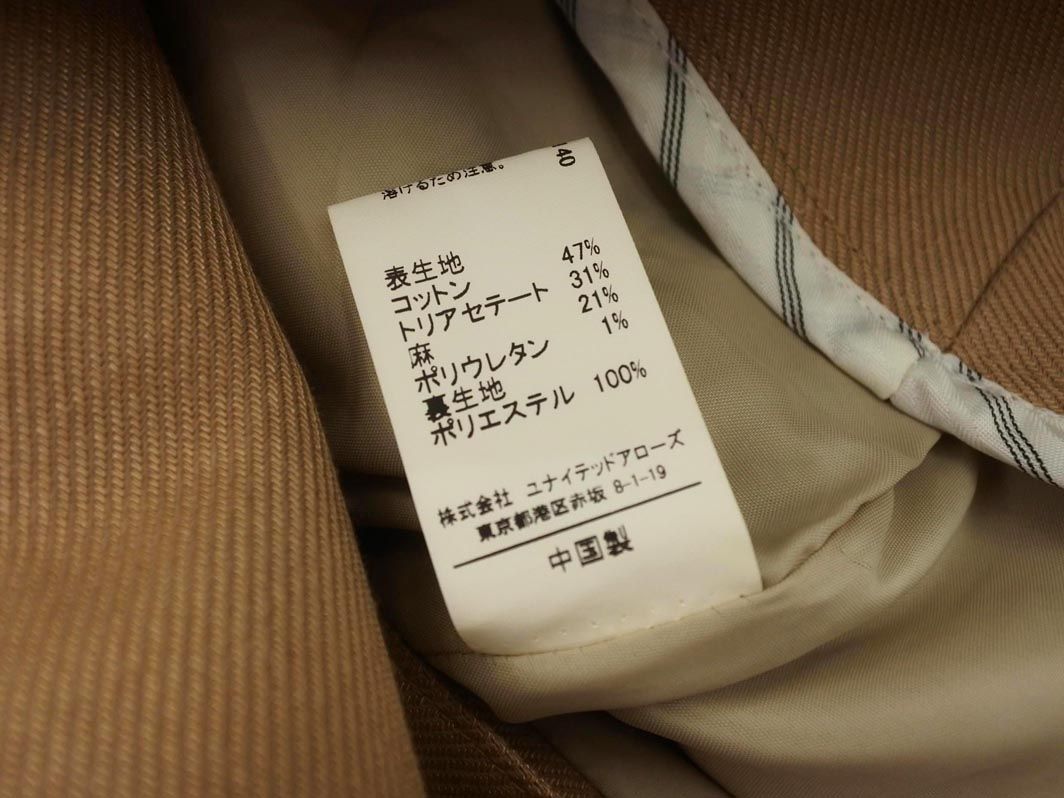 140
溶けるため注意。
表生地
コットン 47%
トリアセテート 31%
麻 21%
ポリウレタン 1%
裏生地
ポリエステル 100%
株式会社 ユナイテッドアローズ
東京都港区赤坂 8-1-19
中国製